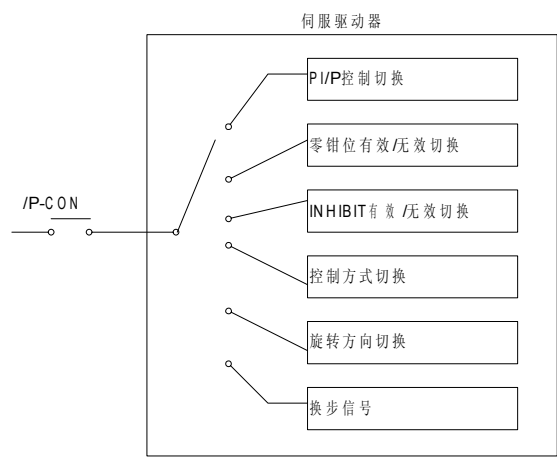 伺服驱动器
PI/P控制切换
零钳位有效/无效切换
/P-CON
INHIBIT有效/无效切换
控制方式切换
旋转方向切换
换步信号